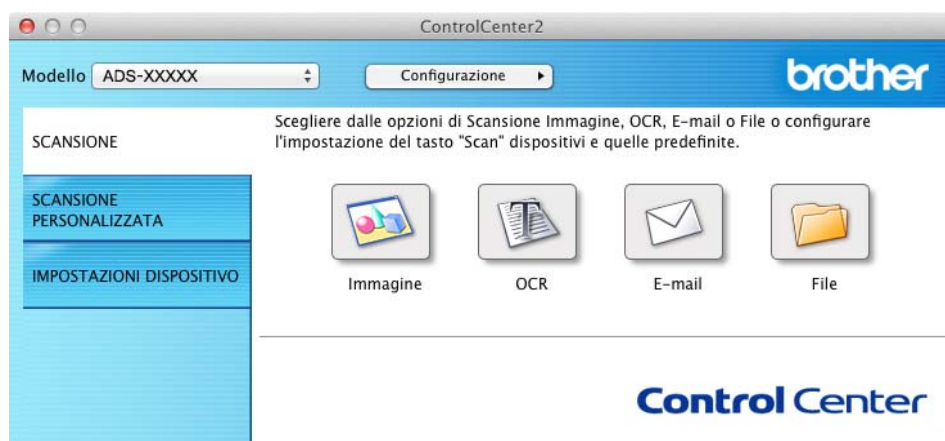 ControlCenter2
Modello ADS-XXXXX Configurazione brother
SCANSIONE
SCANSIONE
PERSONALIZZATA
IMPOSTAZIONI DISPOSITIVO
Scegliere dalle opzioni di Scansione Immagine, OCR, E-mail o File o configurare
l'Impostazione del tasto "Scan" dispositivi e quelle predefinite.
T
Immagine OCR E-mail File
Control Center